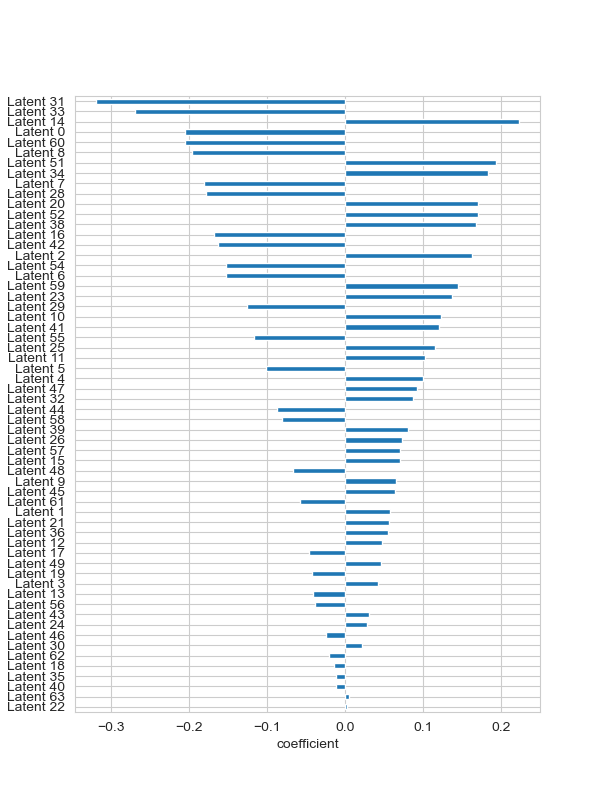 Latent 31
Latent 33
Latent 14
Latent 0
Latent 60
Latent 8
Latent 51
Latent 34
Latent 7
Latent 28
Latent 20
Latent 52
Latent 38
Latent 16
Latent 42
Latent 2
Latent 54
Latent 6
Latent 59
Latent 23
Latent 29
Latent 10
Latent 41
Latent 55
Latent 25
Latent 11
Latent 5
Latent 4
Latent 47
Latent 32
Latent 44
Latent 58
Latent 39
Latent 26
Latent 57
Latent 15
Latent 48
Latent 9
Latent 45
Latent 61
Latent 1
Latent 21
Latent 36
Latent 12
Latent 17
Latent 49
Latent 19
Latent 3
Latent 13
Latent 56
Latent 43
Latent 24
Latent 46
Latent 30
Latent 62
Latent 18
Latent 35
Latent 40
Latent 63
Latent 22
−0.3 −0.2 −0.1 0.0 0.1 0.2
coefficient